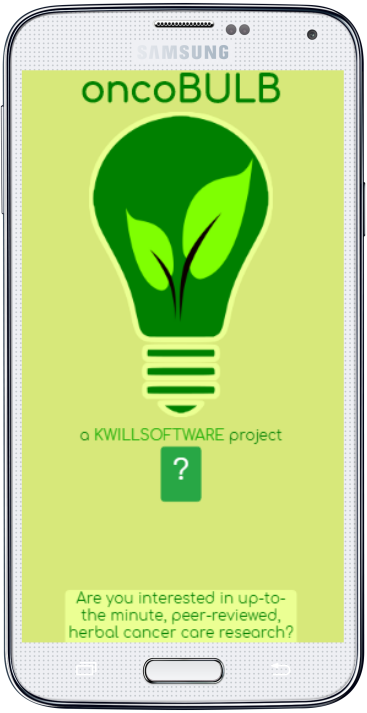 SAMSUNG
oncoBULB
a KWILLSOFTWARE project
?
Are you interested in up-to-
the minute, peer-reviewed,
herbal cancer care research?